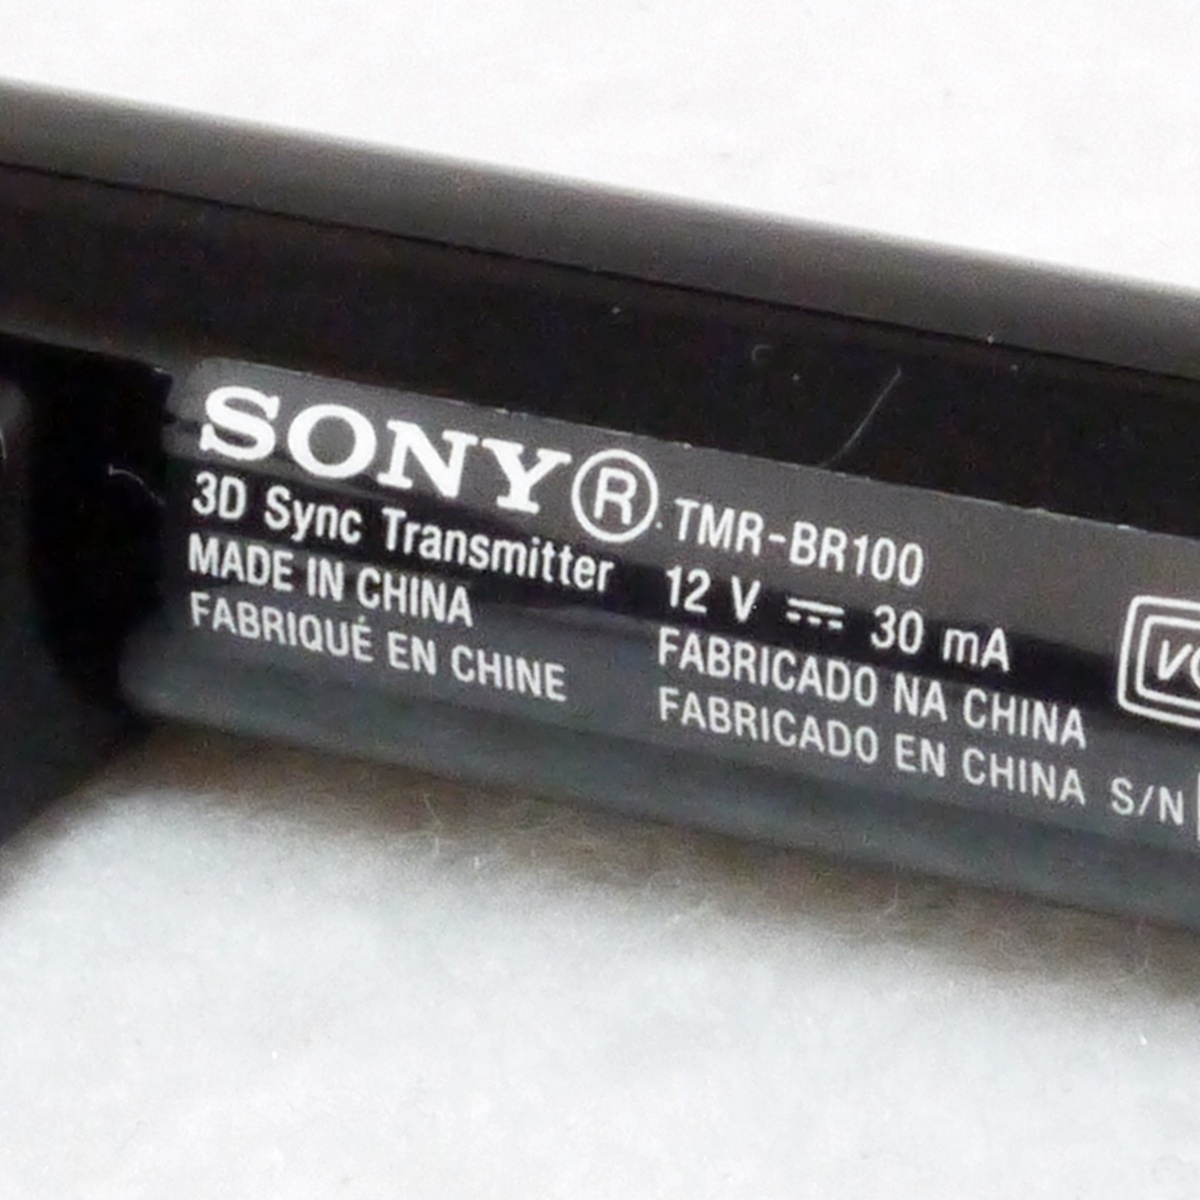 SONY® TMR-BR100
3D Sync Transmitter 12 V ⎓ 30 mA
MADE IN CHINA FABRICADO NA CHINA
FABRIQUÉ EN CHINE FABRICADO EN CHINA S/N